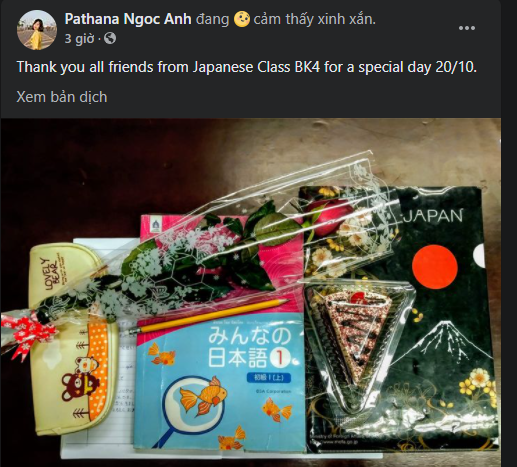 Pathana Ngoc Anh đang 😉 cảm thấy xinh xắn.
3 giờ ·
Thank you all friends from Japanese Class BK4 for a special day 20/10.
Xem bản dịch
JAPAN
LOVELY
BEAR
みんなの
日本語 1
初級 I (上)